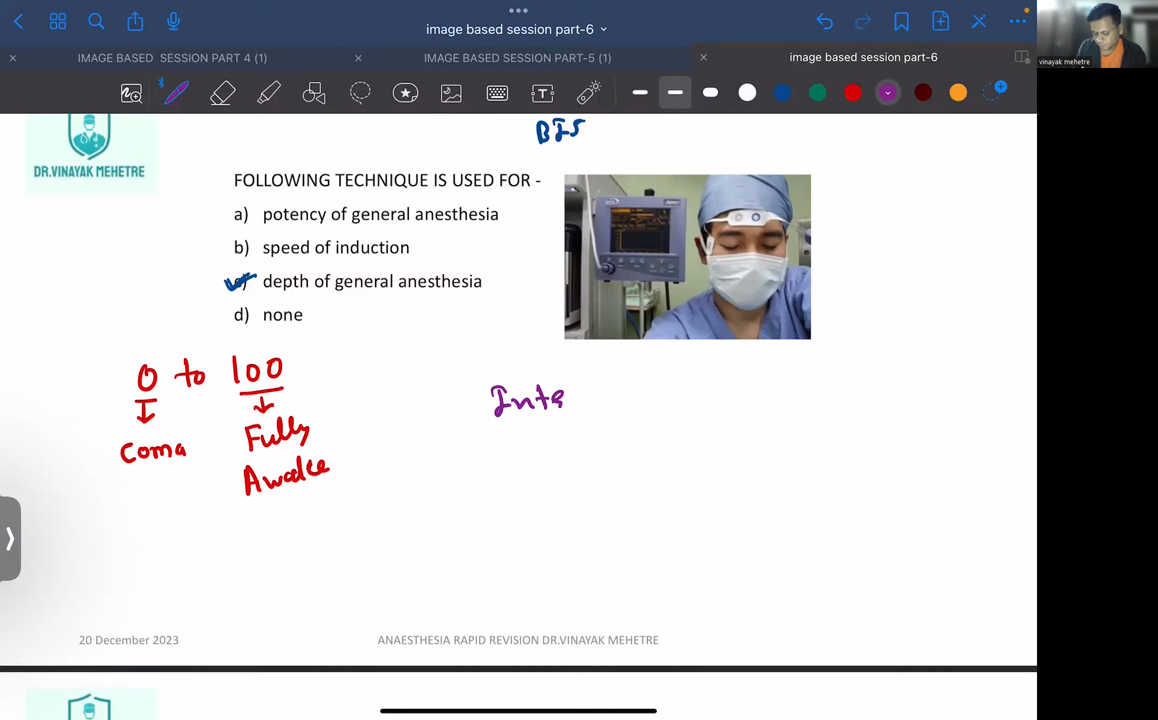 image based session part-6
vinayak mehetre
IMAGE BASED SESSION PART 4 (1)
IMAGE BASED SESSION PART-5 (1)
image based session part-6
BIS
DR.VINAYAK MEHETRE
FOLLOWING TECHNIQUE IS USED FOR -
a) potency of general anesthesia
b) speed of induction
c) depth of general anesthesia
d) none
0 to 100
Coma
Fully
Awake
Inte
20 December 2023
ANAESTHESIA RAPID REVISION DR.VINAYAK MEHETRE